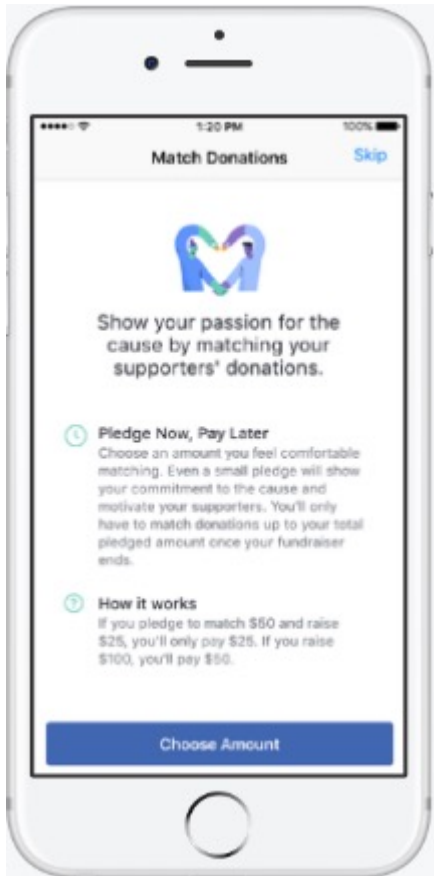 1:20 PM
100%
Match Donations
Skip
Show your passion for the
cause by matching your
supporters' donations.
Pledge Now, Pay Later
Choose an amount you feel comfortable
matching. Even a small pledge will show
your commitment to the cause and
motivate your supporters. You'll only
have to match donations up to your total
pledged amount once your fundraiser
ends.
How it works
If you pledge to match $50 and raise
$25, you'll only pay $25. If you raise
$100, you'll pay $50.
Choose Amount